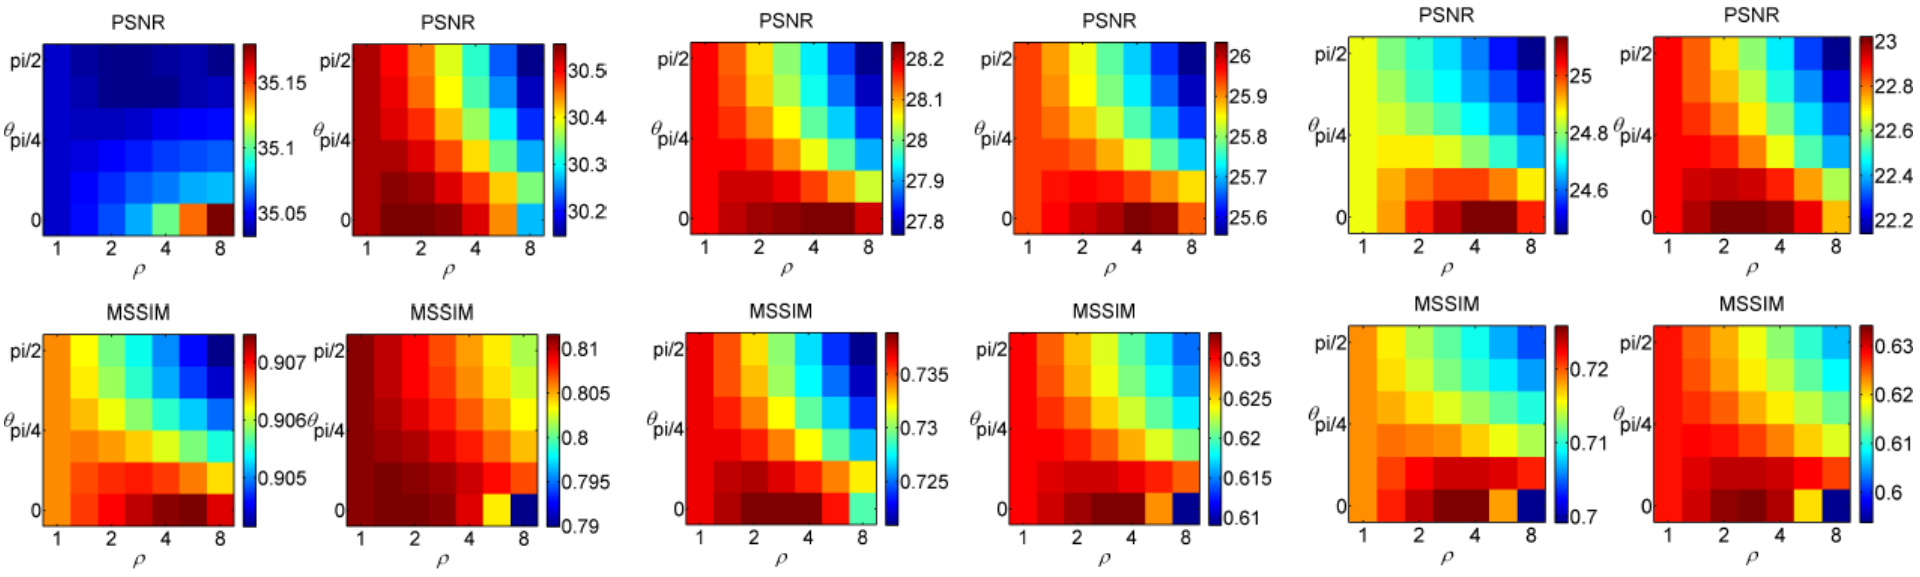 PSNR
pi/2
θ
pi/4
0
1 2 4 8
ρ
35.15
35.1
35.05
PSNR
pi/2
θ
pi/4
0
1 2 4 8
ρ
30.5
30.4
30.3
30.2
PSNR
pi/2
θ
pi/4
0
1 2 4 8
ρ
28.2
28.1
28
27.9
27.8
PSNR
pi/2
θ
pi/4
0
1 2 4 8
ρ
26
25.9
25.8
25.7
25.6
PSNR
pi/2
θ
pi/4
0
1 2 4 8
ρ
25
24.8
24.6
PSNR
pi/2
θ
pi/4
0
1 2 4 8
ρ
23
22.8
22.6
22.4
22.2
MSSIM
pi/2
θ
pi/4
0
1 2 4 8
ρ
0.907
0.906
0.905
MSSIM
pi/2
θ
pi/4
0
1 2 4 8
ρ
0.81
0.805
0.8
0.795
0.79
MSSIM
pi/2
θ
pi/4
0
1 2 4 8
ρ
0.735
0.73
0.725
MSSIM
pi/2
θ
pi/4
0
1 2 4 8
ρ
0.63
0.625
0.62
0.615
0.61
MSSIM
pi/2
θ
pi/4
0
1 2 4 8
ρ
0.72
0.71
0.7
MSSIM
pi/2
θ
pi/4
0
1 2 4 8
ρ
0.63
0.62
0.61
0.6